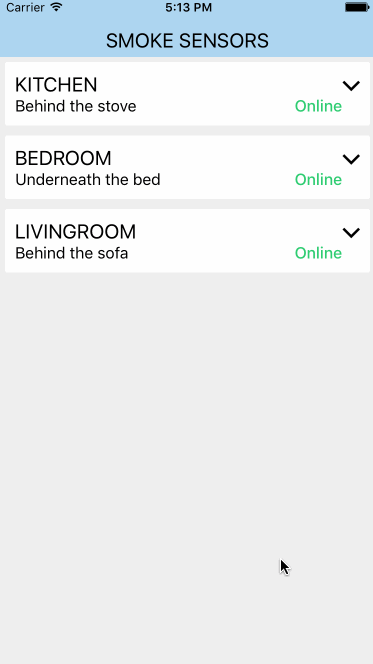 Carrier 5:13 PM
SMOKE SENSORS
KITCHEN
Behind the stove Online
BEDROOM
Underneath the bed Online
LIVINGROOM
Behind the sofa Online